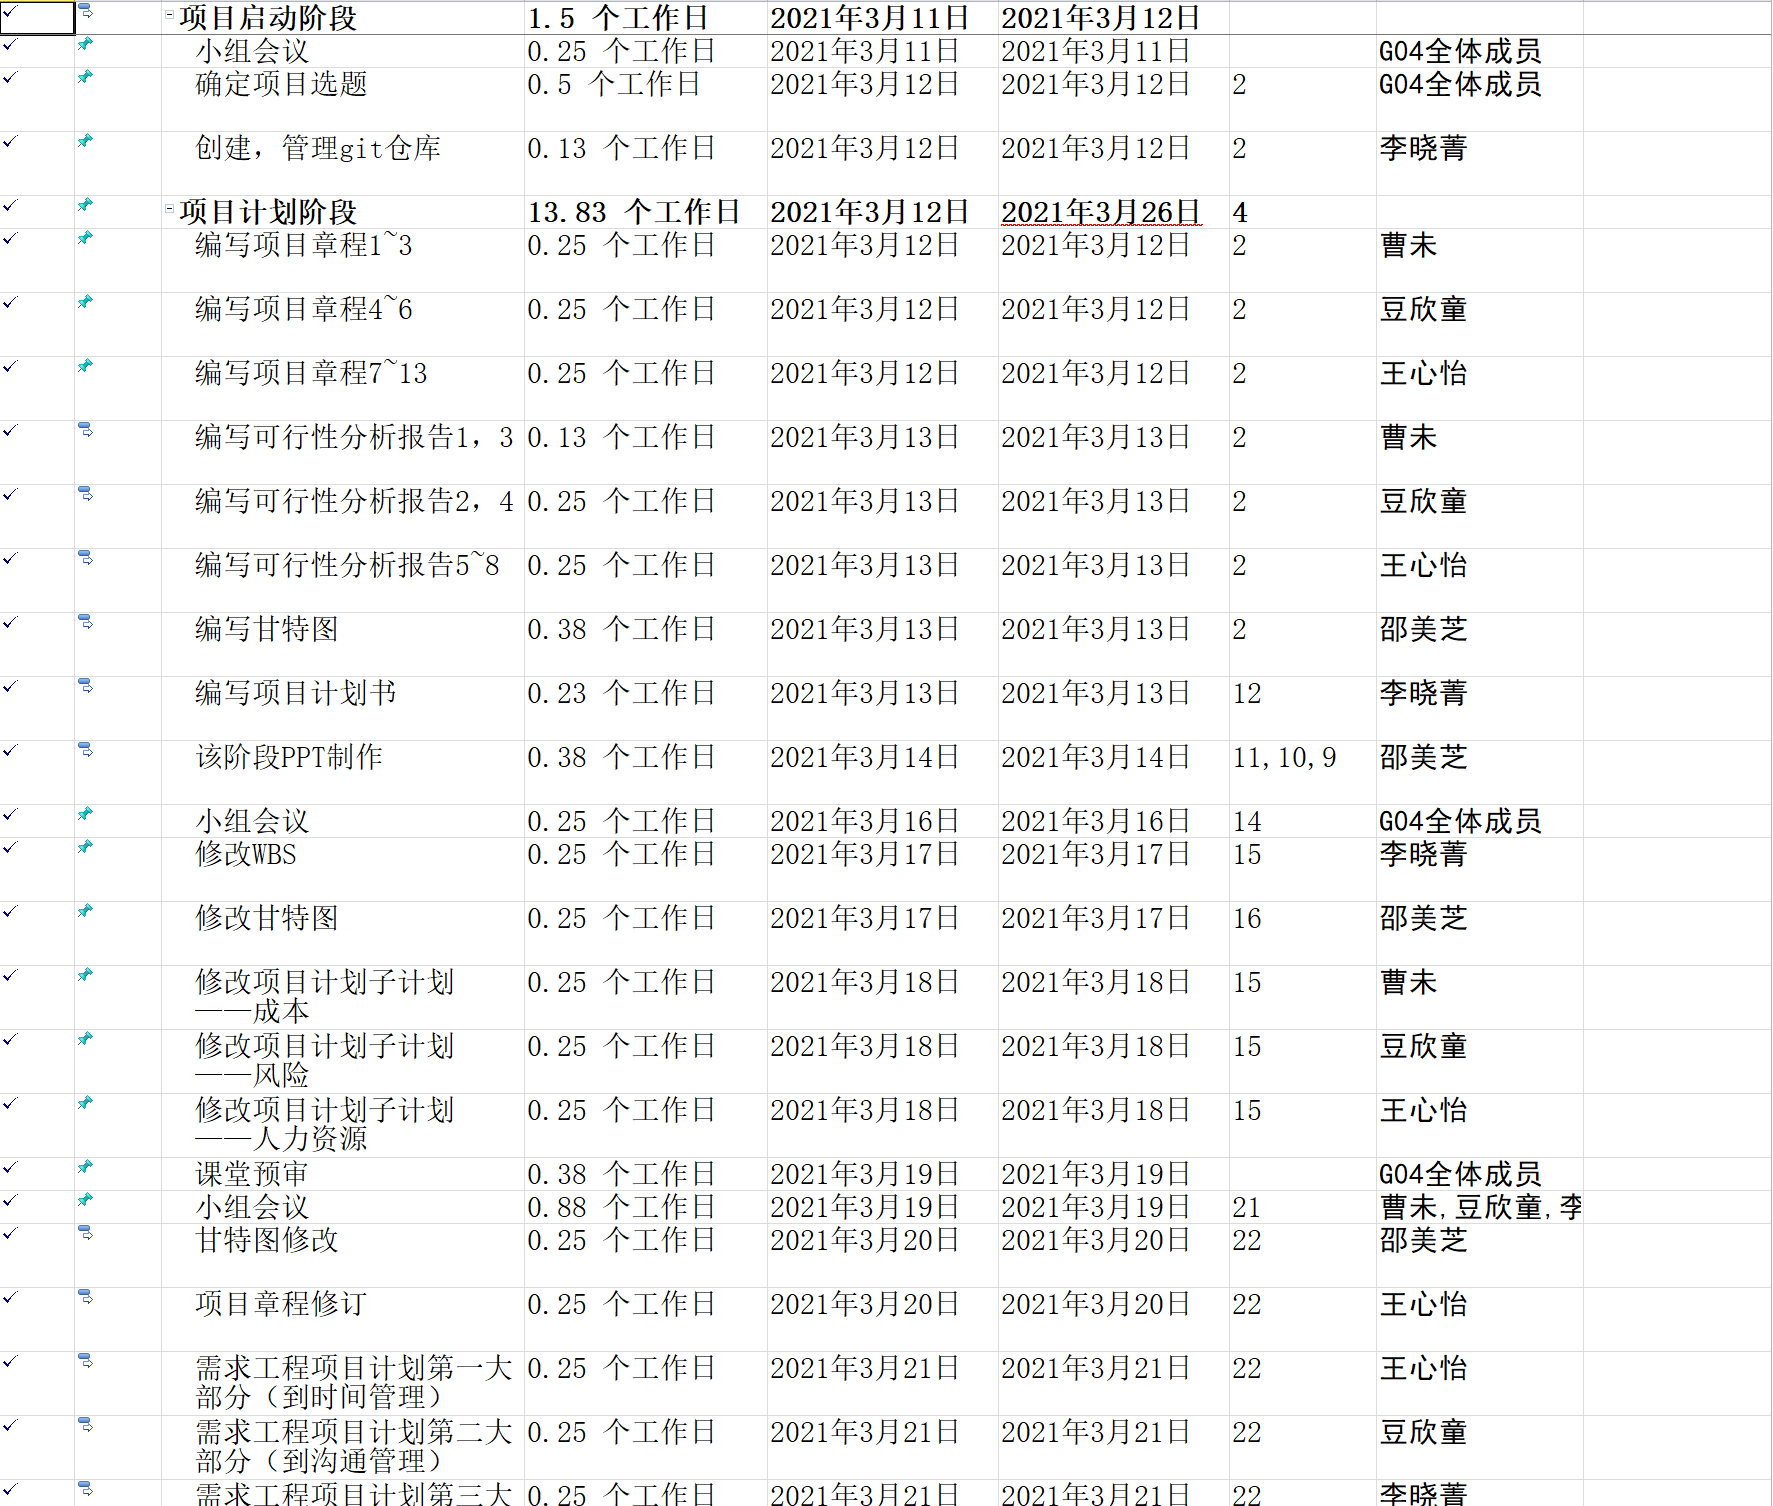 项目启动阶段 1.5 个工作日 2021年3月11日 2021年3月12日
小组会议 0.25 个工作日 2021年3月11日 2021年3月11日 G04全体成员
确定项目选题 0.5 个工作日 2021年3月12日 2021年3月12日 2 G04全体成员
创建，管理git仓库 0.13 个工作日 2021年3月12日 2021年3月12日 2 李晓菁
项目计划阶段 13.83 个工作日 2021年3月12日 2021年3月26日 4
编写项目章程1~3 0.25 个工作日 2021年3月12日 2021年3月12日 2 曹未
编写项目章程4~6 0.25 个工作日 2021年3月12日 2021年3月12日 2 豆欣童
编写项目章程7~13 0.25 个工作日 2021年3月12日 2021年3月12日 2 王心怡
编写可行性分析报告1，3 0.13 个工作日 2021年3月13日 2021年3月13日 2 曹未
编写可行性分析报告2，4 0.25 个工作日 2021年3月13日 2021年3月13日 2 豆欣童
编写可行性分析报告5~8 0.25 个工作日 2021年3月13日 2021年3月13日 2 王心怡
编写甘特图 0.38 个工作日 2021年3月13日 2021年3月13日 2 邵美芝
编写项目计划书 0.23 个工作日 2021年3月13日 2021年3月13日 12 李晓菁
该阶段PPT制作 0.38 个工作日 2021年3月14日 2021年3月14日 11,10,9 邵美芝
小组会议 0.25 个工作日 2021年3月16日 2021年3月16日 14 G04全体成员
修改WBS 0.25 个工作日 2021年3月17日 2021年3月17日 15 李晓菁
修改甘特图 0.25 个工作日 2021年3月17日 2021年3月17日 16 邵美芝
修改项目计划子计划 0.25 个工作日 2021年3月18日 2021年3月18日 15 曹未
——成本
修改项目计划子计划 0.25 个工作日 2021年3月18日 2021年3月18日 15 豆欣童
——风险
修改项目计划子计划 0.25 个工作日 2021年3月18日 2021年3月18日 15 王心怡
——人力资源
课堂预审 0.38 个工作日 2021年3月19日 2021年3月19日 G04全体成员
小组会议 0.88 个工作日 2021年3月19日 2021年3月19日 21 曹未,豆欣童,李
甘特图修改 0.25 个工作日 2021年3月20日 2021年3月20日 22 邵美芝
项目章程修订 0.25 个工作日 2021年3月20日 2021年3月20日 22 王心怡
需求工程项目计划第一大 0.25 个工作日 2021年3月21日 2021年3月21日 22 王心怡
部分（到时间管理）
需求工程项目计划第二大 0.25 个工作日 2021年3月21日 2021年3月21日 22 豆欣童
部分（到沟通管理）
需求工程项目计划第三大 0.25 个工作日 2021年3月21日 2021年3月21日 22 李晓菁